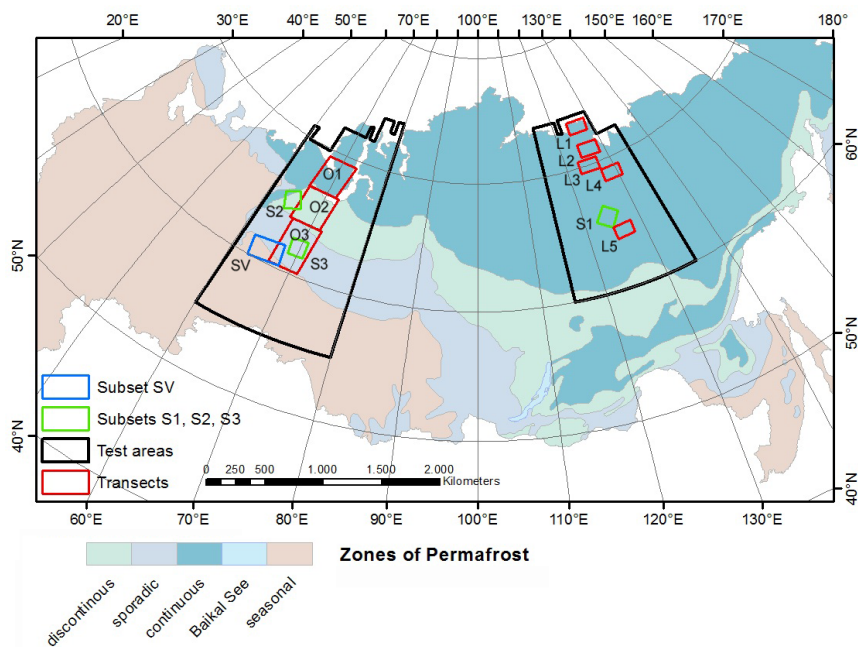 20°E 30°E 40°E 50°E 60°E 70°E 80°E 100°E 120°E 130°E 140°E 150°E 160°E 170°E 180°
60°N
50°N
40°N
50°N
40°N
O1
O2
O3
S2
S3
SV
L1
L2
L3
L4
S1
L5
Subset SV
Subsets S1, S2, S3
Test areas
Transects
0 250 500 1.000 1.500 2.000
Kilometers
60°E 70°E 80°E 90°E 100°E 110°E 120°E 130°E
Zones of Permafrost
discontinous
sporadic
continuous
Baikal See
seasonal